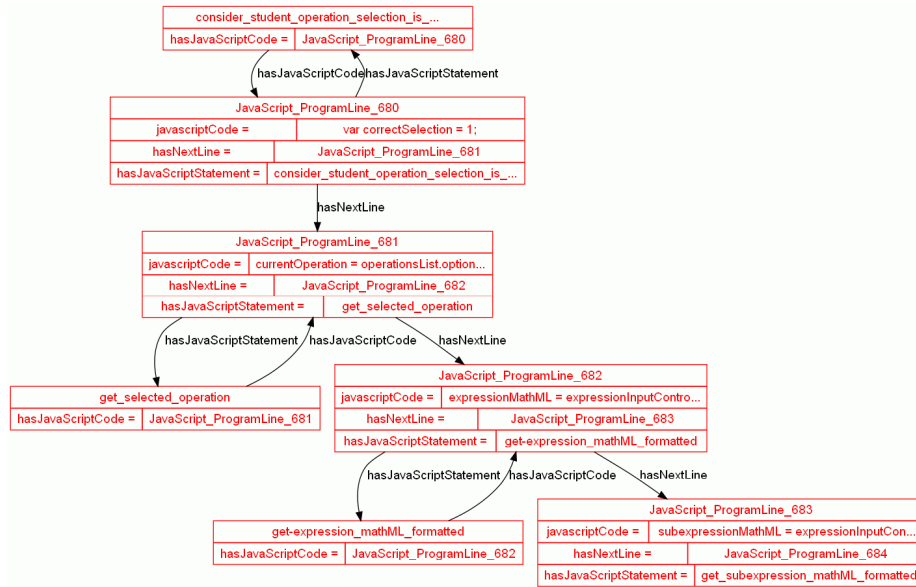 consider_student_operation_selection_is_...
hasJavaScriptCode = JavaScript_ProgramLine_680
hasJavaScriptCode hasJavaScriptStatement
JavaScript_ProgramLine_680
javascriptCode = var correctSelection = 1;
hasNextLine = JavaScript_ProgramLine_681
hasJavaScriptStatement = consider_student_operation_selection_is_...
hasNextLine
JavaScript_ProgramLine_681
javascriptCode = currentOperation = operationsList.option...
hasNextLine = JavaScript_ProgramLine_682
hasJavaScriptStatement = get_selected_operation
hasJavaScriptStatement hasJavaScriptCode hasNextLine
get_selected_operation
hasJavaScriptCode = JavaScript_ProgramLine_681
JavaScript_ProgramLine_682
javascriptCode = expressionMathML = expressionInputContro...
hasNextLine = JavaScript_ProgramLine_683
hasJavaScriptStatement = get-expression_mathML_formatted
hasJavaScriptStatement hasJavaScriptCode hasNextLine
get-expression_mathML_formatted
hasJavaScriptCode = JavaScript_ProgramLine_682
JavaScript_ProgramLine_683
javascriptCode = subexpressionMathML = expressionInputCon...
hasNextLine = JavaScript_ProgramLine_684
hasJavaScriptStatement = get_subexpression_mathML_formatted